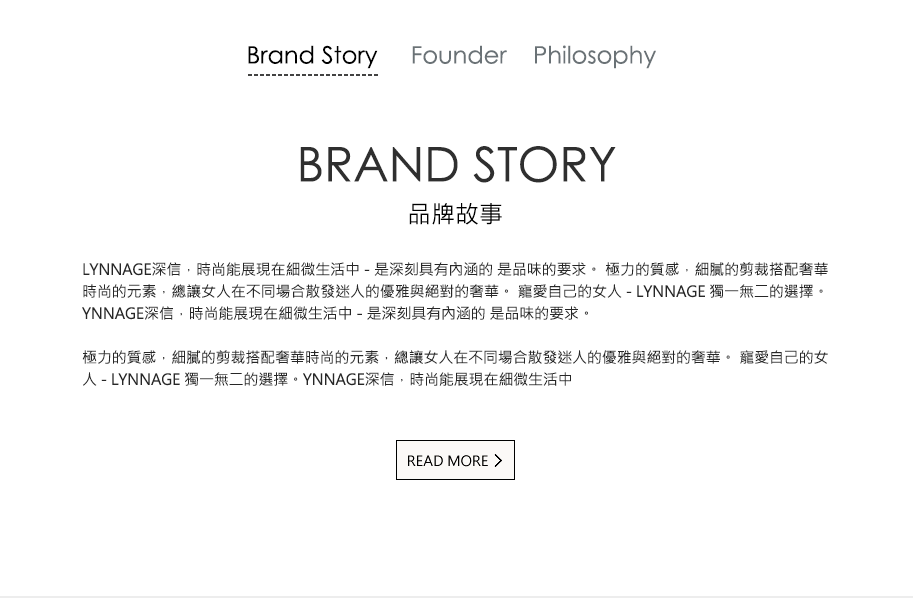 Brand Story Founder Philosophy
BRAND STORY
品牌故事
LYNNAGE深信，時尚能展現在細微生活中 - 是深刻具有內涵的 是品味的要求。 極力的質感，細膩的剪裁搭配奢華
時尚的元素，總讓女人在不同場合散發迷人的優雅與絕對的奢華。 寵愛自己的女人 - LYNNAGE 獨一無二的選擇。
YNNAGE深信，時尚能展現在細微生活中 - 是深刻具有內涵的 是品味的要求。
極力的質感，細膩的剪裁搭配奢華時尚的元素，總讓女人在不同場合散發迷人的優雅與絕對的奢華。 寵愛自己的女
人 - LYNNAGE 獨一無二的選擇。YNNAGE深信，時尚能展現在細微生活中
READ MORE >